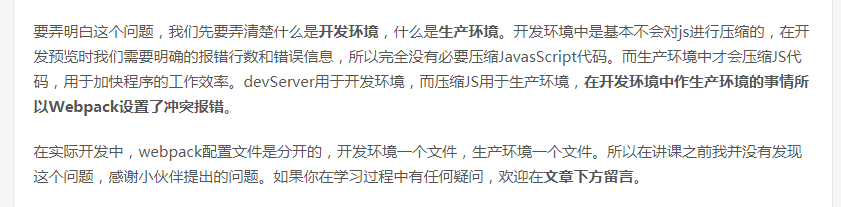 要弄明白这个问题，我们先要弄清楚什么是开发环境，什么是生产环境。开发环境中是基本不会对js进行压缩的，在开
发预览时我们需要明确的报错行数和错误信息，所以完全没有必要压缩JavasScript代码。而生产环境中才会压缩JS代
码，用于加快程序的工作效率。devServer用于开发环境，而压缩JS用于生产环境，在开发环境中作生产环境的事情所
以Webpack设置了冲突报错。
在实际开发中，webpack配置文件是分开的，开发环境一个文件，生产环境一个文件。所以在讲课之前我并没有发现
这个问题，感谢小伙伴提出的问题。如果你在学习过程中有任何疑问，欢迎在文章下方留言。